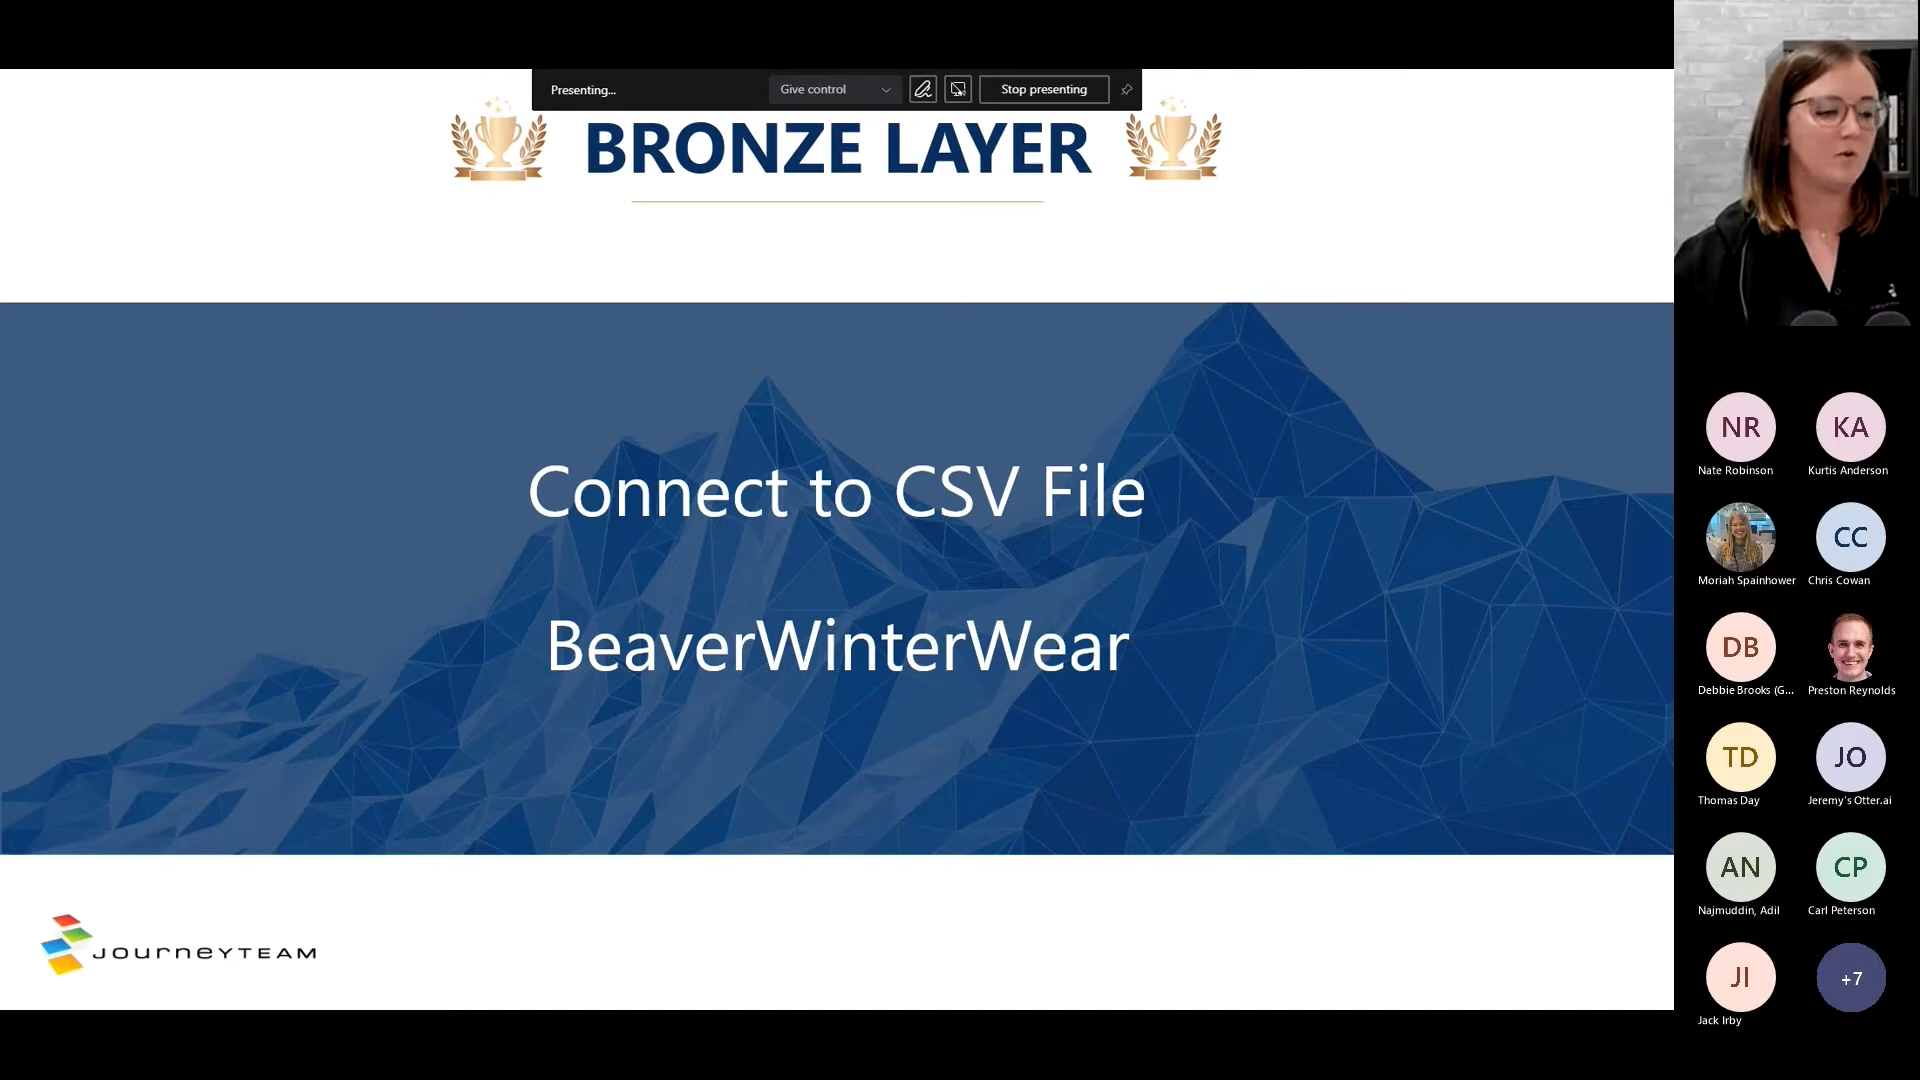 Presenting...
Give control
Stop presenting
BRONZE LAYER
Connect to CSV File
BeaverWinterWear
JOURNEYTEAM
NR
KA
Nate Robinson
Kurtis Anderson
CC
Moriah Spainhower
Chris Cowan
DB
Debbie Brooks (G...
Preston Reynolds
TD
JO
Thomas Day
Jeremy's Otter.ai
AN
CP
Najmuddin, Adil
Carl Peterson
JI
+7
Jack Irby